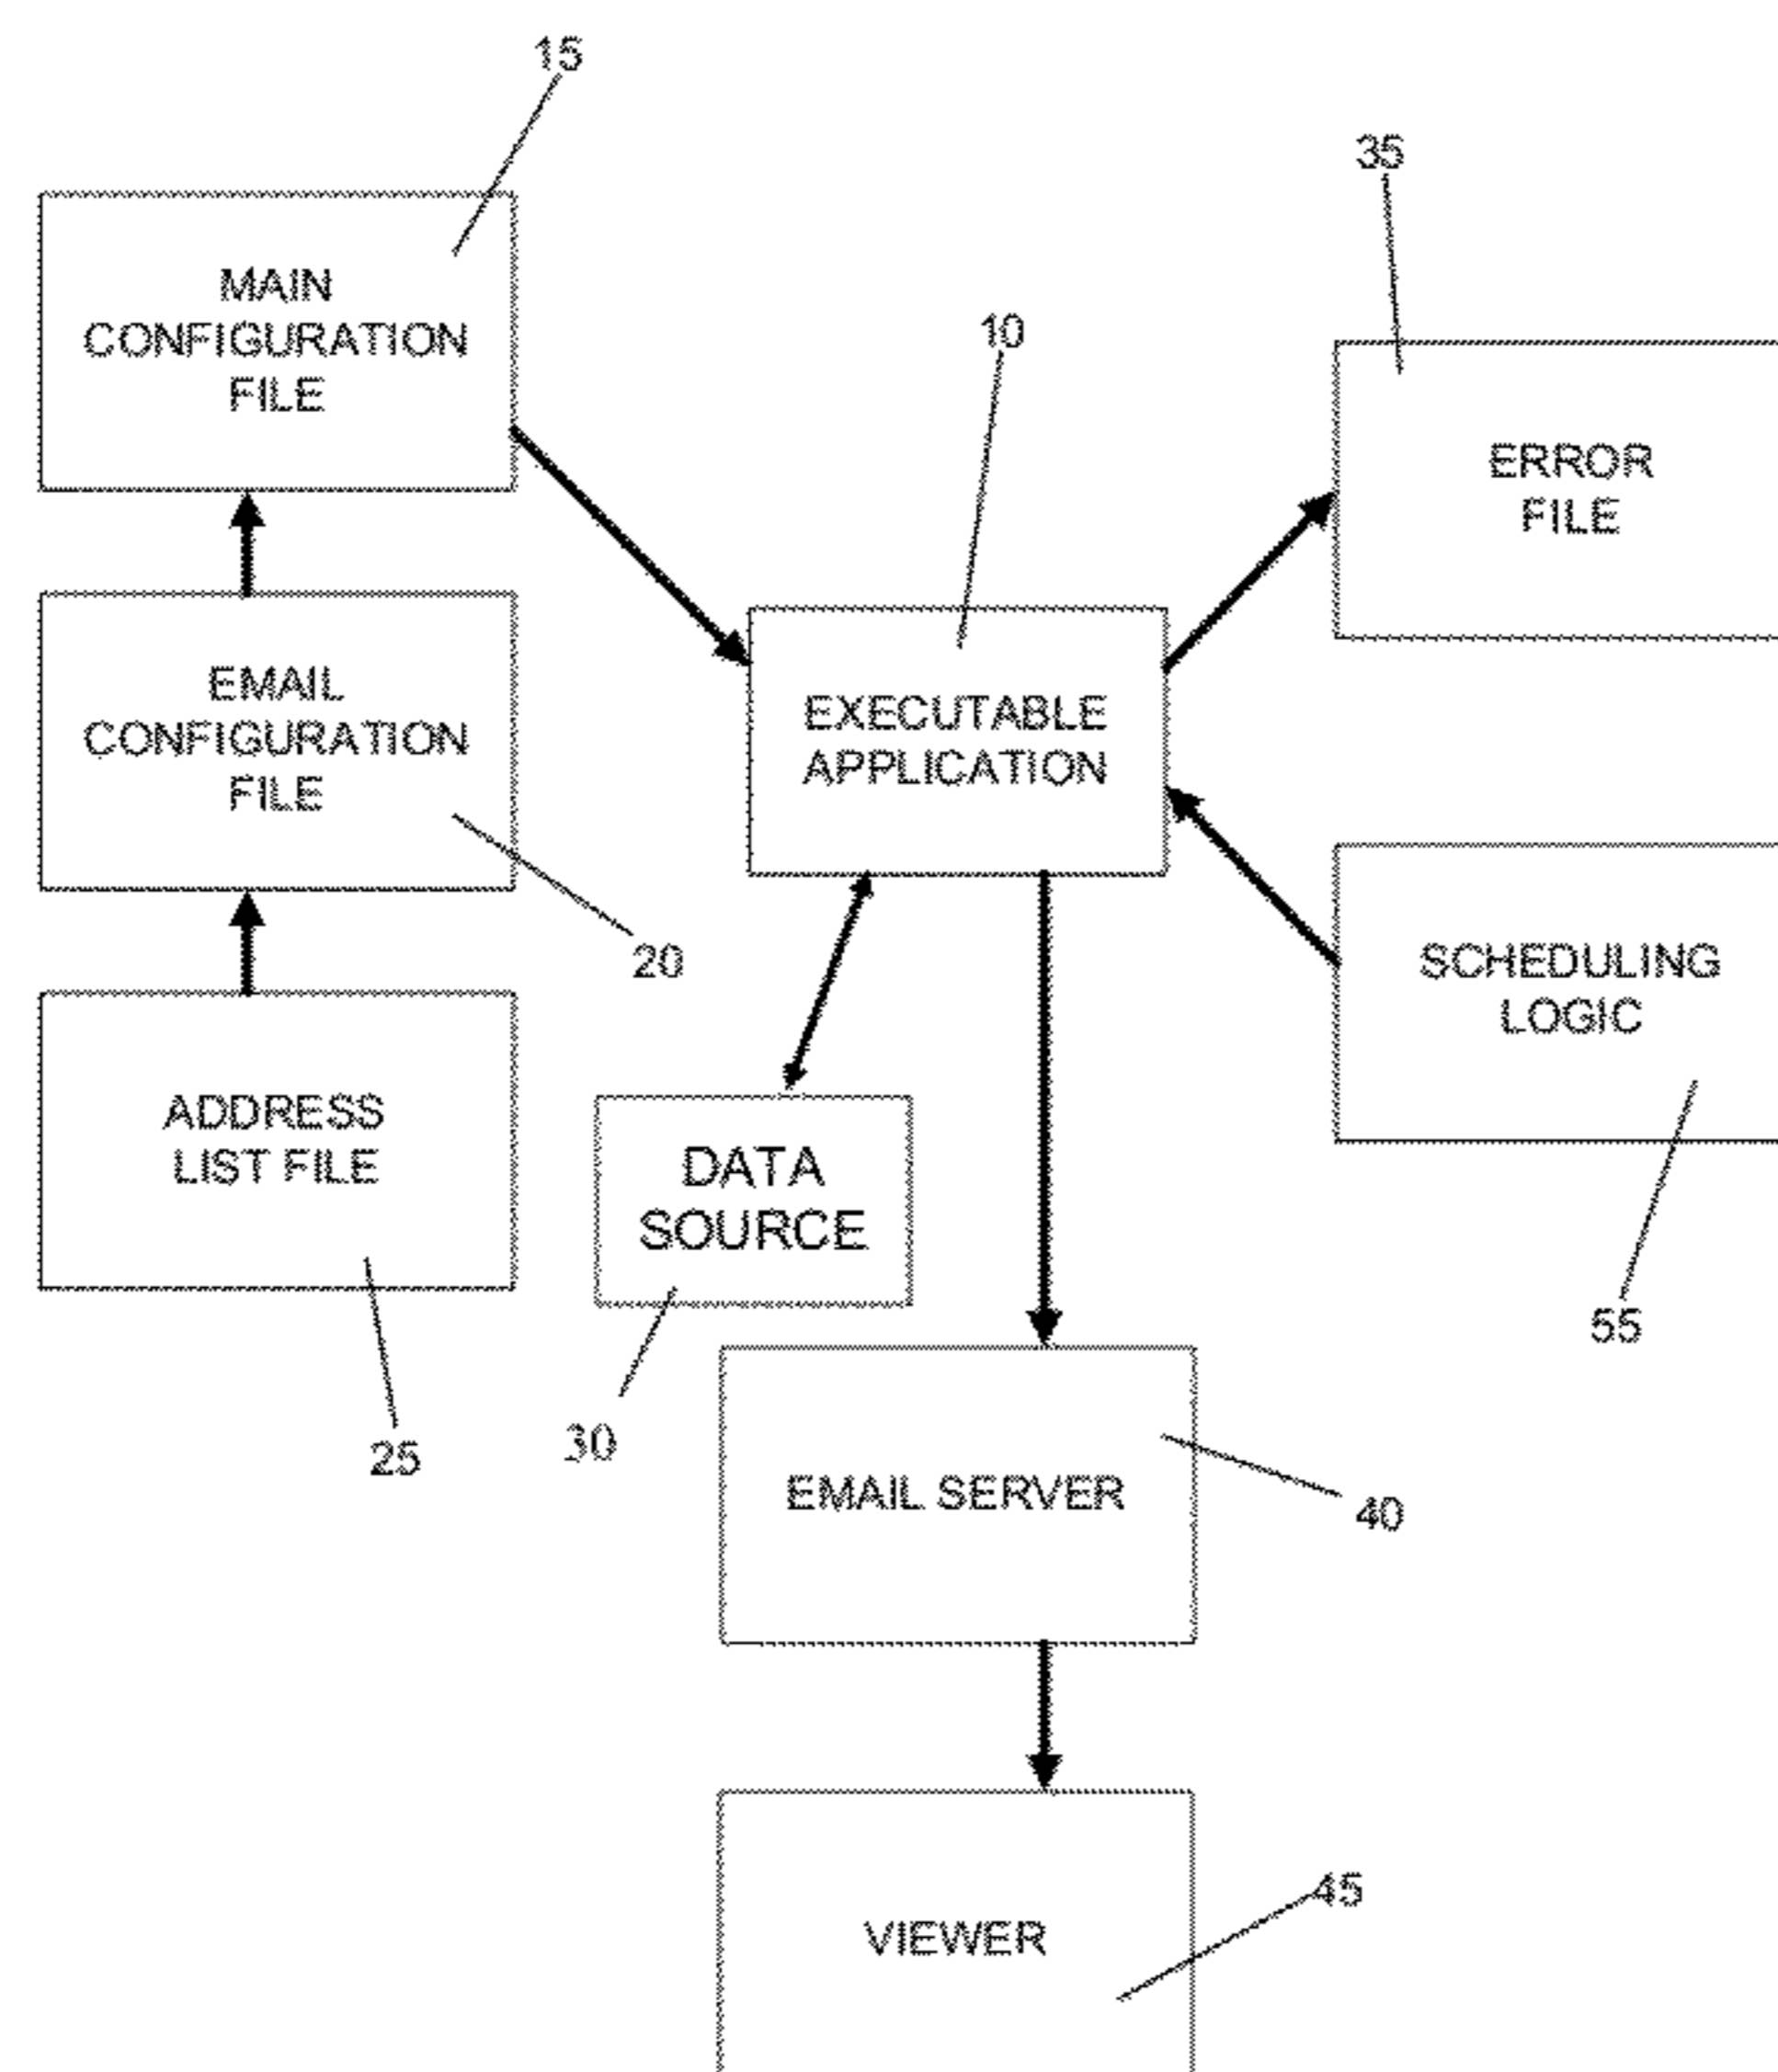 15
35
MAIN
CONFIGURATION
FILE
10
ERROR
FILE
EMAIL
CONFIGURATION
FILE
EXECUTABLE
APPLICATION
20
SCHEDULING
LOGIC
ADDRESS
LIST FILE
DATA
SOURCE
55
25
30
EMAIL SERVER
40
45
VIEWER